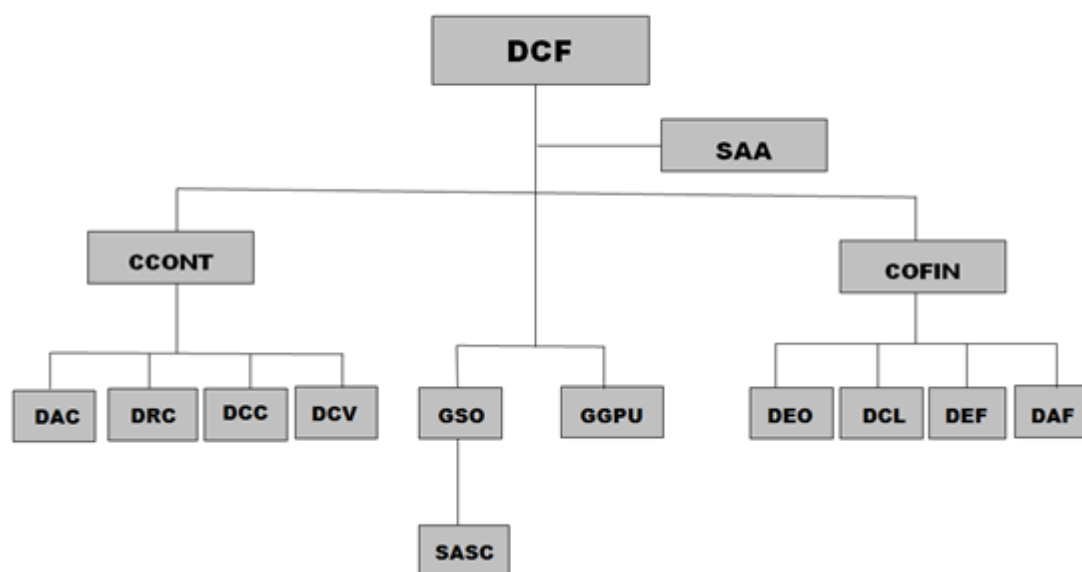 DCF
SAA
CCONT
COFIN
DAC
DRC
DCC
DCV
GSO
GGPU
DEO
DCL
DEF
DAF
SASC